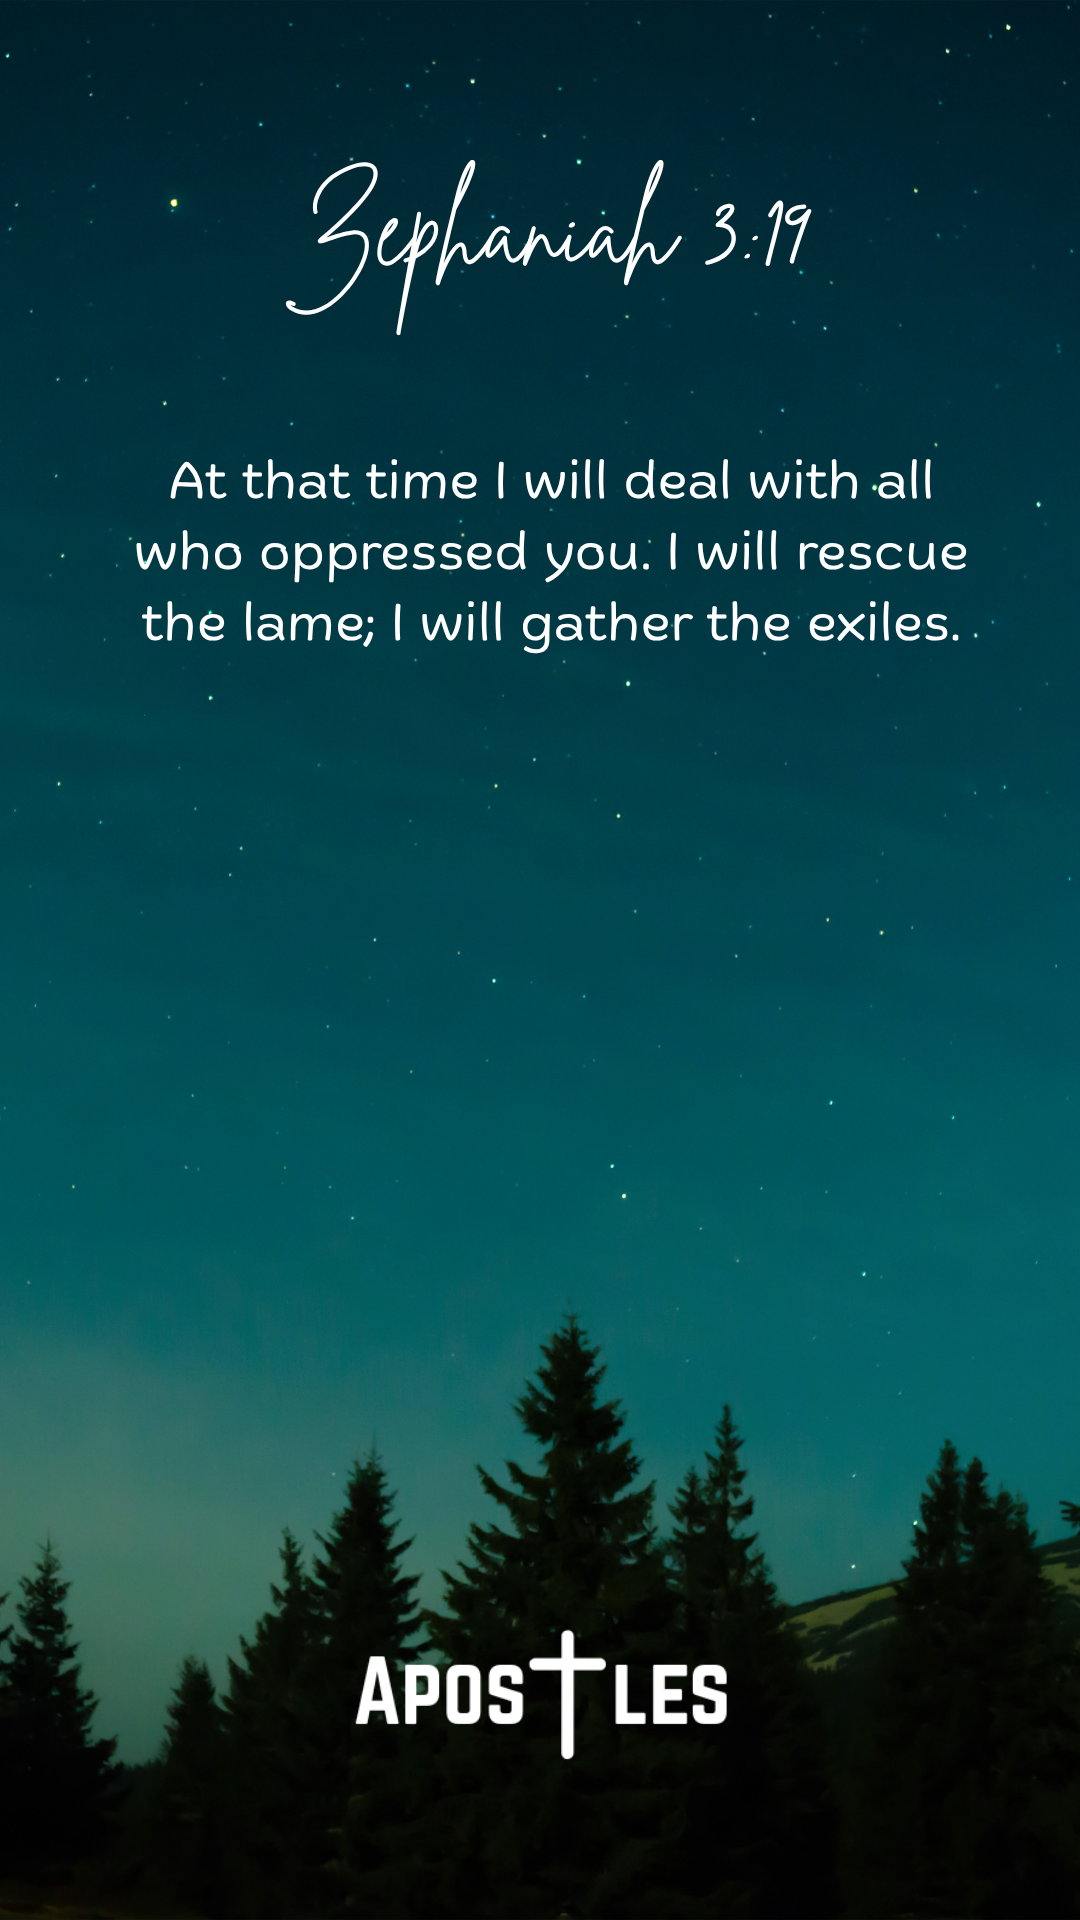 Zephaniah 3:19
At that time I will deal with all
who oppressed you. I will rescue
the lame; I will gather the exiles.
APOSTLES